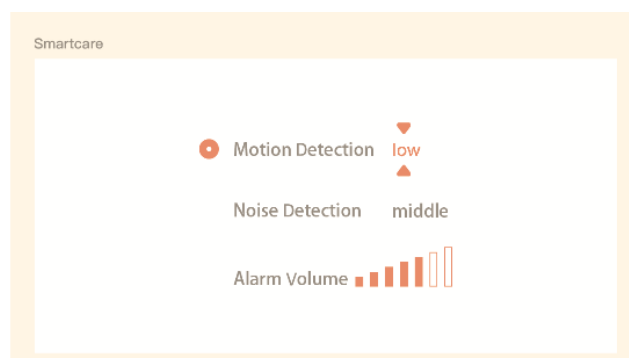 Smartcare
Motion Detection low
Noise Detection middle
Alarm Volume